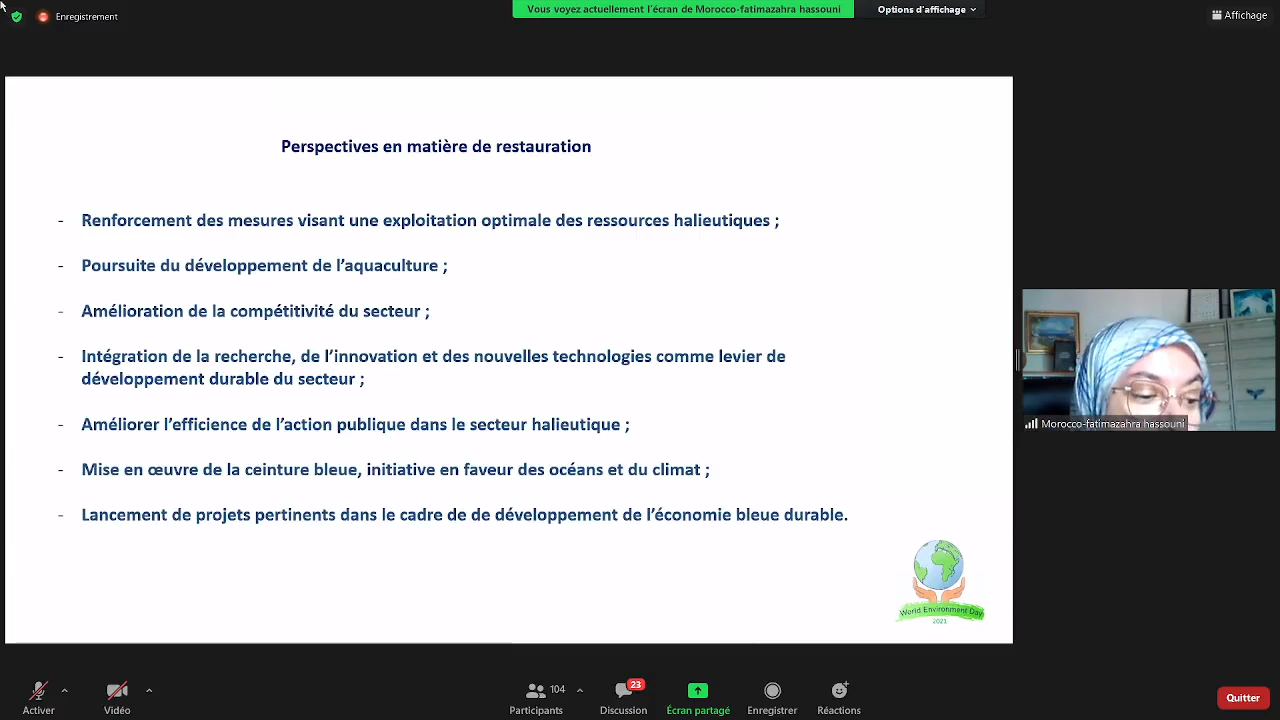 Enregistrement
Vous voyez actuellement l'écran de Morocco-fatimazahra hassouni
Options d'affichage
Affichage
Perspectives en matière de restauration
- Renforcement des mesures visant une exploitation optimale des ressources halieutiques ;
- Poursuite du développement de l'aquaculture ;
- Amélioration de la compétitivité du secteur ;
- Intégration de la recherche, de l'innovation et des nouvelles technologies comme levier de
développement durable du secteur ;
- Améliorer l'efficience de l'action publique dans le secteur halieutique ;
- Mise en œuvre de la ceinture bleue, initiative en faveur des océans et du climat ;
- Lancement de projets pertinents dans le cadre de de développement de l'économie bleue durable.
World Environment Day
2021
Morocco-fatimazahra hassouni
Activer
Vidéo
104
Participants
23
Discussion
Écran partagé
Enregistrer
Réactions
Quitter